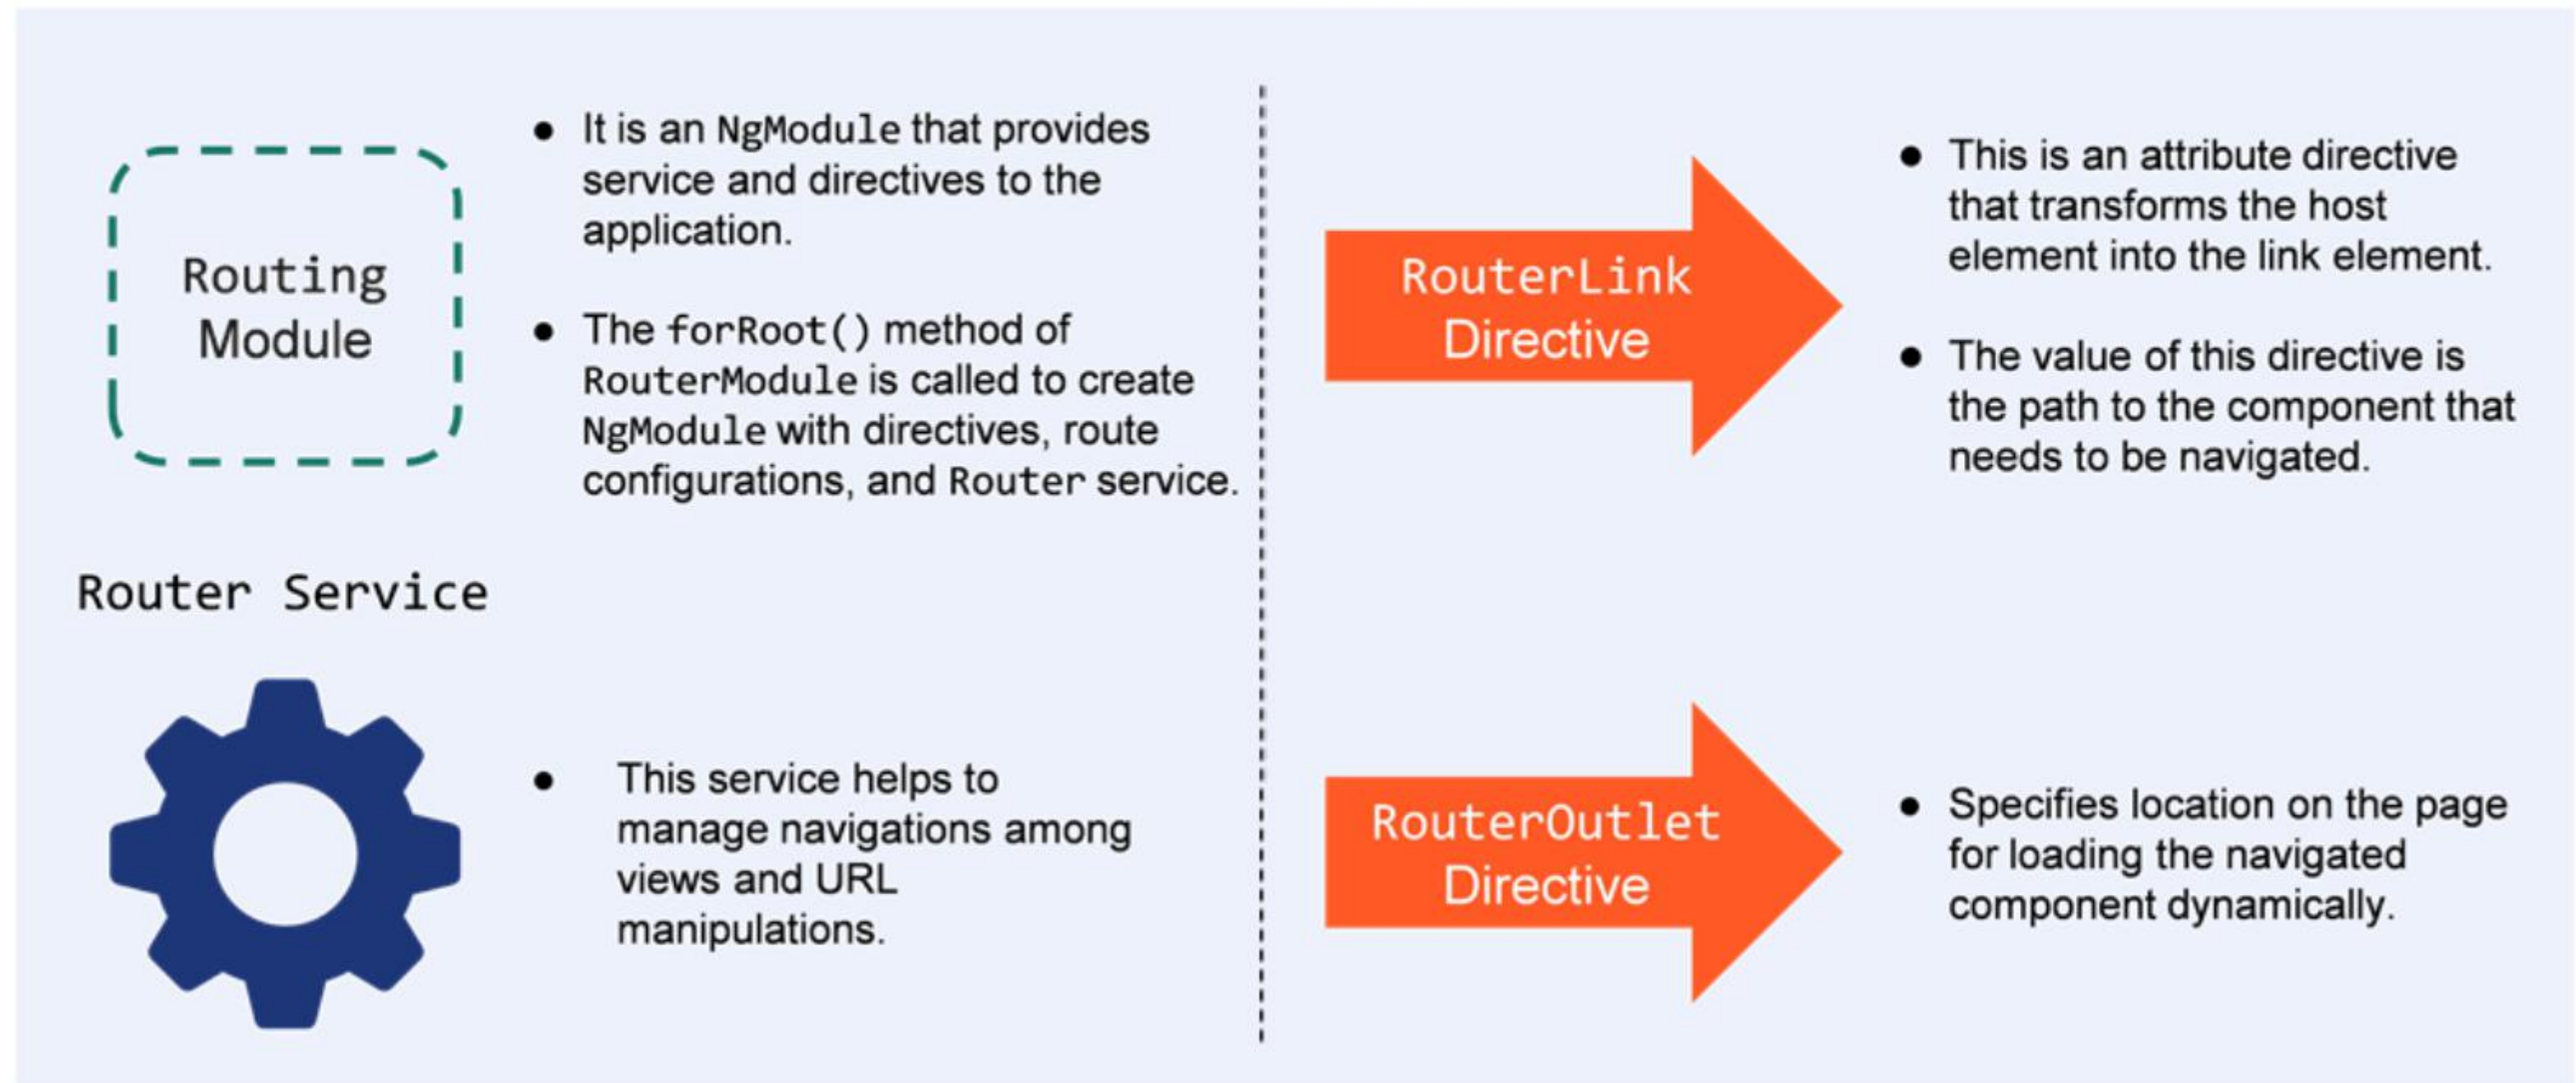 Routing
Module
● It is an NgModule that provides
service and directives to the
application.
● The forRoot() method of
RouterModule is called to create
NgModule with directives, route
configurations, and Router service.
Router Service
● This service helps to
manage navigations among
views and URL
manipulations.
RouterLink
Directive
● This is an attribute directive
that transforms the host
element into the link element.
● The value of this directive is
the path to the component that
needs to be navigated.
RouterOutlet
Directive
● Specifies location on the page
for loading the navigated
component dynamically.